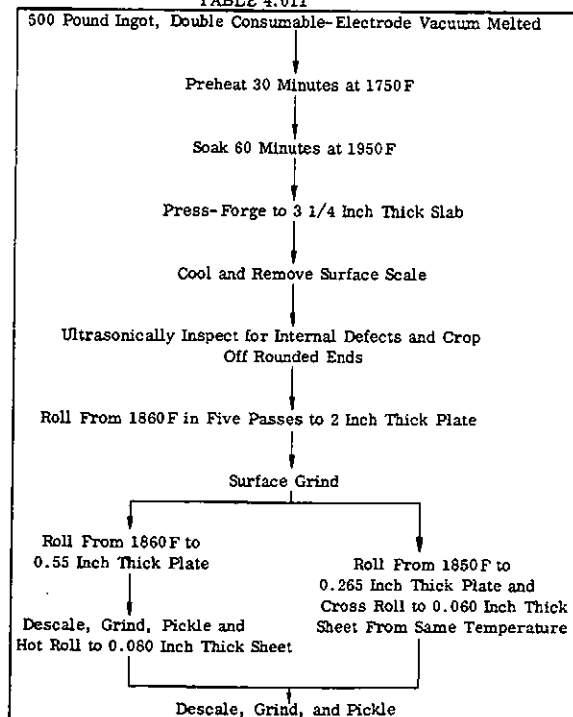 TABLE 4.011
500 Pound Ingot, Double Consumable-Electrode Vacuum Melted
Preheat 30 Minutes at 1750F
Soak 60 Minutes at 1950F
Press-Forge to 3 1/4 Inch Thick Slab
Cool and Remove Surface Scale
Ultrasonically Inspect for Internal Defects and Crop
Off Rounded Ends
Roll From 1860F in Five Passes to 2 Inch Thick Plate
Surface Grind
Roll From 1860F to
0.55 Inch Thick Plate
Descale, Grind, Pickle and
Hot Roll to 0.080 Inch Thick Sheet
Roll From 1850F to
0.265 Inch Thick Plate and
Cross Roll to 0.060 Inch Thick
Sheet From Same Temperature
Descale, Grind, and Pickle